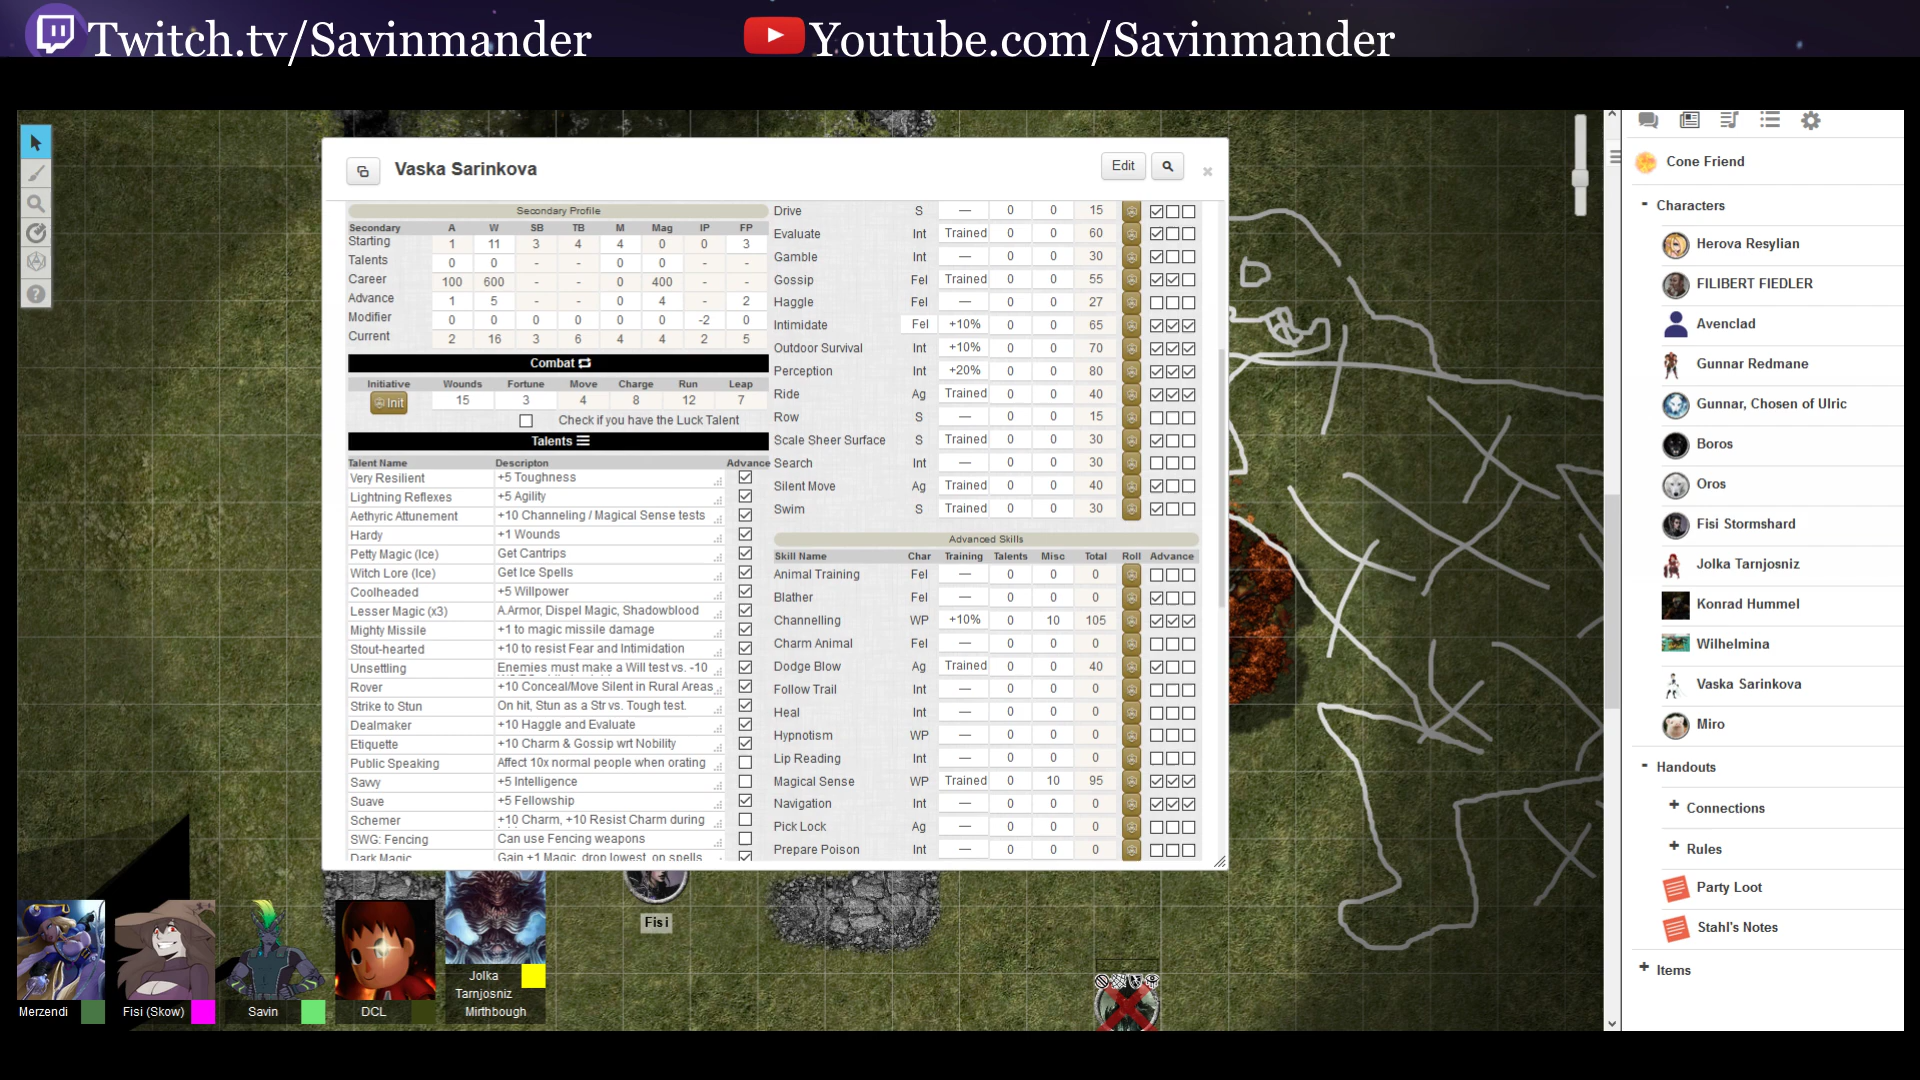 Twitch.tv/Savinmander
Youtube.com/Savinmander
Vaska Sarinkova
Edit
Secondary Profile
Secondary A W SB TB M Mag IP FP
Starting 1 11 3 4 4 0 0 3
Talents 0 0 - - 0 0 - -
Career 100 600 - - 0 400 - -
Advance 1 5 - - 0 4 - 2
Modifier 0 0 0 0 0 0 -2 0
Current 2 16 3 6 4 4 2 5
Combat
Initiative Wounds Fortune Move Charge Run Leap
Init 15 3 4 8 12 7
Check if you have the Luck Talent
Talents
Talent Name Descripton Advance
Very Resilient +5 Toughness
Lightning Reflexes +5 Agility
Aethyric Attunement +10 Channeling / Magical Sense tests
Hardy +1 Wounds
Petty Magic (Ice) Get Cantrips
Witch Lore (Ice) Get Ice Spells
Coolheaded +5 Willpower
Lesser Magic (x3) A.Armor, Dispel Magic, Shadowblood
Mighty Missile +1 to magic missile damage
Stout-hearted +10 to resist Fear and Intimidation
Unsettling Enemies must make a Will test vs. -10
Rover +10 Conceal/Move Silent in Rural Areas
Strike to Stun On hit, Stun as a Str vs. Tough test.
Dealmaker +10 Haggle and Evaluate
Etiquette +10 Charm & Gossip wrt Nobility
Public Speaking Affect 10x normal people when orating
Savvy +5 Intelligence
Suave +5 Fellowship
Schemer +10 Charm, +10 Resist Charm during
SWG: Fencing Can use Fencing weapons
Dark Magic Gain +1 Magic, drop lowest, on spells
Drive S — 0 0 15
Evaluate Int Trained 0 0 60
Gamble Int — 0 0 30
Gossip Fel Trained 0 0 55
Haggle Fel — 0 0 27
Intimidate Fel +10% 0 0 65
Outdoor Survival Int +10% 0 0 70
Perception Int +20% 0 0 80
Ride Ag Trained 0 0 40
Row S — 0 0 15
Scale Sheer Surface S Trained 0 0 30
Search Int — 0 0 30
Silent Move Ag Trained 0 0 40
Swim S Trained 0 0 30
Advanced Skills
Skill Name Char Training Talents Misc Total Roll Advance
Animal Training Fel — 0 0 0
Blather Fel — 0 0 0
Channelling WP +10% 0 10 105
Charm Animal Fel — 0 0 0
Dodge Blow Ag Trained 0 0 40
Follow Trail Int — 0 0 0
Heal Int — 0 0 0
Hypnotism WP — 0 0 0
Lip Reading Int — 0 0 0
Magical Sense WP Trained 0 10 95
Navigation Int — 0 0 0
Pick Lock Ag — 0 0 0
Prepare Poison Int — 0 0 0
Cone Friend
- Characters
Herova Resylian
FILIBERT FIEDLER
Avenclad
Gunnar Redmane
Gunnar, Chosen of Ulric
Boros
Oros
Fisi Stormshard
Jolka Tarnjosniz
Konrad Hummel
Wilhelmina
Vaska Sarinkova
Miro
- Handouts
+ Connections
+ Rules
Party Loot
Stahl's Notes
+ Items
Fisi
Merzendi
Fisi (Skow)
Savin
DCL
Jolka
Tarnjosniz
Mirthbough